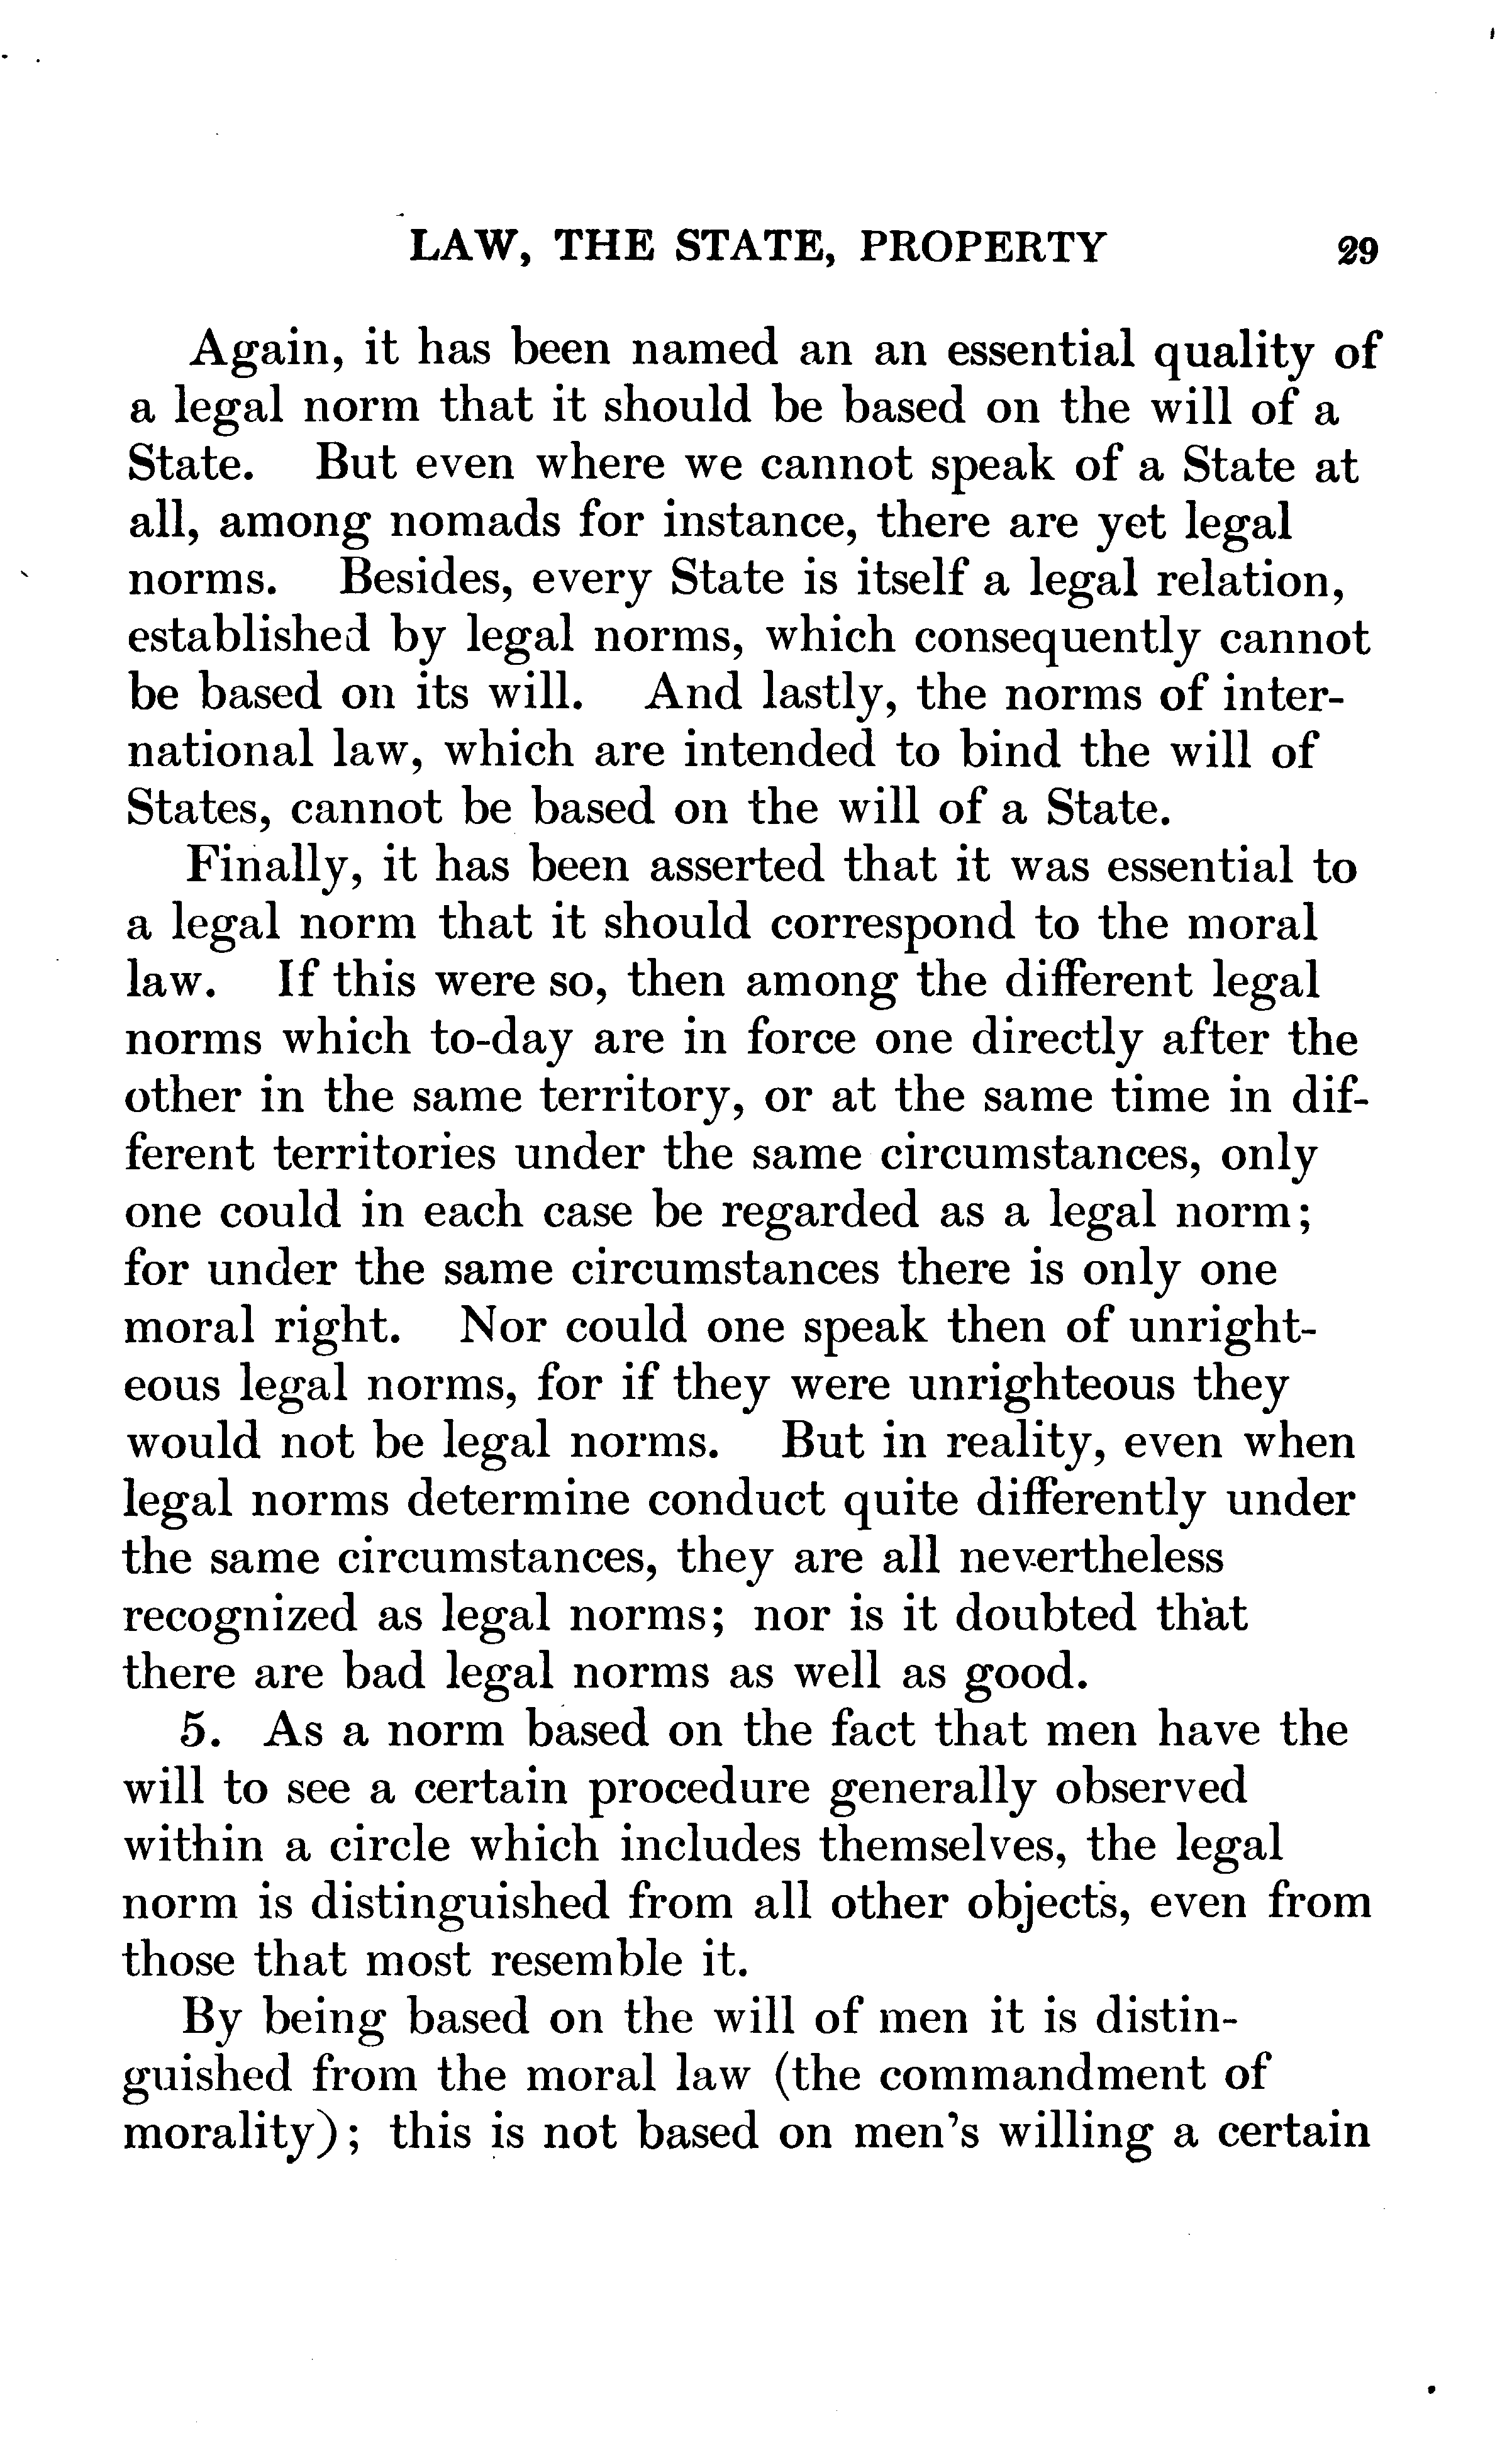 LAW, THE STATE, PROPERTY 29
Again, it has been named an an essential quality of
a legal norm that it should be based on the will of a
State. But even where we cannot speak of a State at
all, among nomads for instance, there are yet legal
norms. Besides, every State is itself a legal relation,
established by legal norms, which consequently cannot
be based on its will. And lastly, the norms of inter-
national law, which are intended to bind the will of
States, cannot be based on the will of a State.
Finally, it has been asserted that it was essential to
a legal norm that it should correspond to the moral
law. If this were so, then among the different legal
norms which to-day are in force one directly after the
other in the same territory, or at the same time in dif-
ferent territories under the same circumstances, only
one could in each case be regarded as a legal norm;
for under the same circumstances there is only one
moral right. Nor could one speak then of unright-
eous legal norms, for if they were unrighteous they
would not be legal norms. But in reality, even when
legal norms determine conduct quite differently under
the same circumstances, they are all nevertheless
recognized as legal norms; nor is it doubted that
there are bad legal norms as well as good.
5. As a norm based on the fact that men have the
will to see a certain procedure generally observed
within a circle which includes themselves, the legal
norm is distinguished from all other objects, even from
those that most resemble it.
By being based on the will of men it is distin-
guished from the moral law (the commandment of
morality); this is not based on men's willing a certain